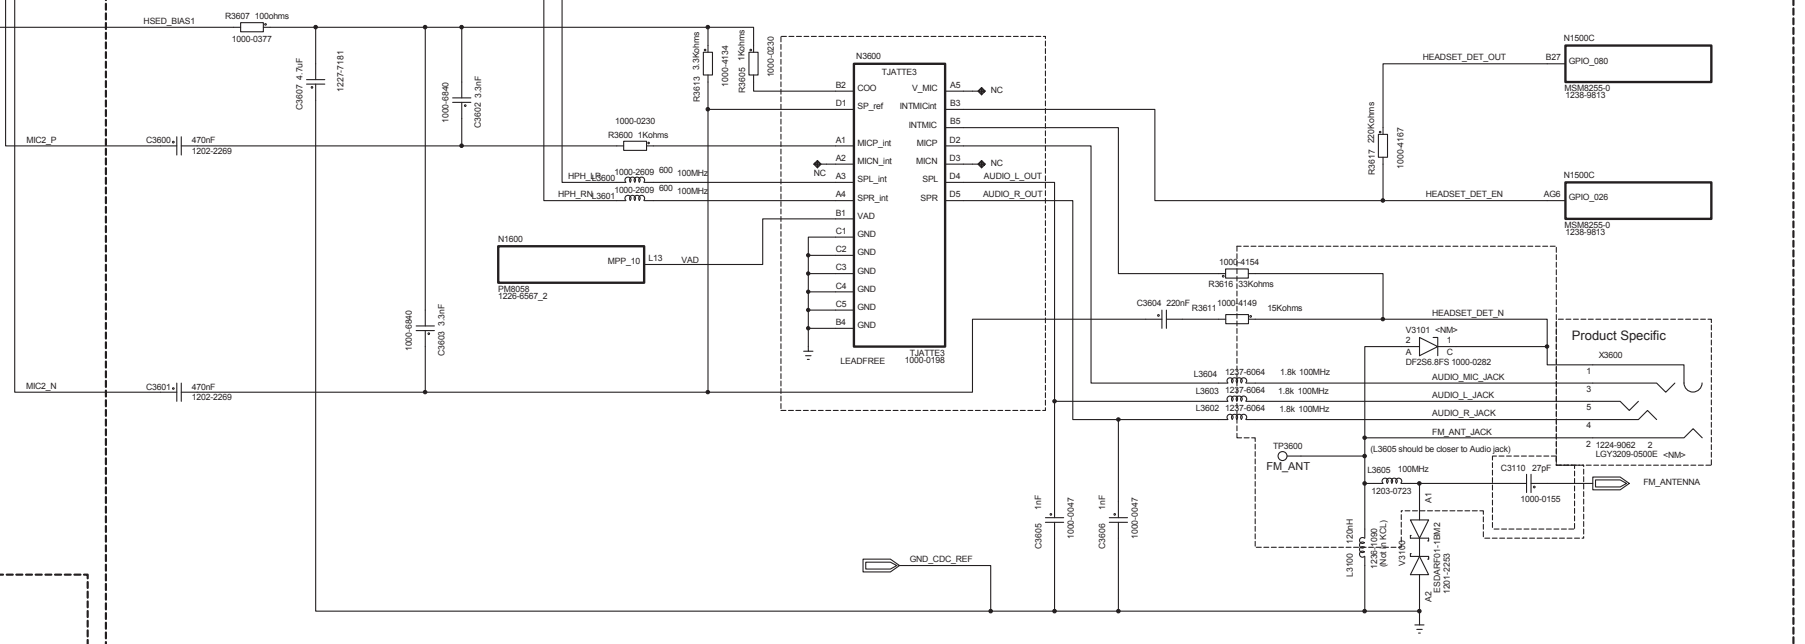 HSED_BIAS1
R3607 100ohms
1000-0377
C3607 4.7uF
1227-7181
1000-6840
C3602 3.3nF
R3613 3.3Kohms
1000-4134
R3605 1Kohms
1000-0230
MIC2_P
C3600
470nF
1202-2269
1000-0230
R3600 1Kohms
HPH_LP
L3600
1000-2609 600 100MHz
HPH_RN
L3601
1000-2609 600 100MHz
N1600
MPP_10
L13
VAD
PM8058
1226-6567_2
1000-6840
C3603 3.3nF
MIC2_N
C3601
470nF
1202-2269
N3600
TJATTE3
B2 COO
D1 SP_ref
A1 MICP_int
A2 MICN_int
NC
A3 SPL_int
A4 SPR_int
B1 VAD
C1 GND
C2 GND
C3 GND
C4 GND
C5 GND
B4 GND
V_MIC A5
NC
INTMICint B3
INTMIC B5
MICP D2
MICN D3
NC
SPL D4
AUDIO_L_OUT
SPR D5
AUDIO_R_OUT
LEADFREE
TJATTE3
1000-0198
HEADSET_DET_OUT
B27
N1500C
GPIO_080
MSM8255-0
1238-9813
R3617 220Kohms
1000-4167
HEADSET_DET_EN
AG6
N1500C
GPIO_026
MSM8255-0
1238-9813
1000-4154
R3616 33Kohms
C3604 220nF
R3611
1000-4149
15Kohms
HEADSET_DET_N
V3101 <NM>
2 1
A C
DF2S6.8FS 1000-0282
Product Specific
X3600
L3604 1237-6064 1.8k 100MHz
AUDIO_MIC_JACK
1
L3603 1237-6064 1.8k 100MHz
AUDIO_L_JACK
3
L3602 1237-6064 1.8k 100MHz
AUDIO_R_JACK
5
FM_ANT_JACK
4
2
1224-9062 2
LGY3209-0500E <NM>
TP3600
FM_ANT
(L3605 should be closer to Audio jack)
L3605 100MHz
1203-0723
C3110 27pF
1000-0155
FM_ANTENNA
C3605 1nF
1000-0047
C3606 1nF
1000-0047
L3100 120nH
1236-1090
(Not in KCL)
V3100
A1
A2
ESDARF01-1BM2
1201-2253
GND_CDC_REF